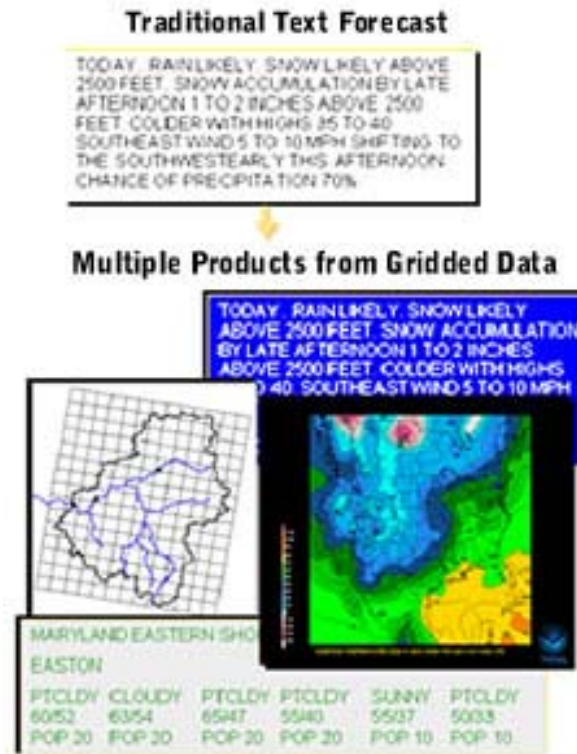 Traditional Text Forecast
TODAY. RAIN LIKELY. SNOW LIKELY ABOVE
2500 FEET. SNOW ACCUMULATION BY LATE
AFTERNOON 1 TO 2 INCHES ABOVE 2500
FEET. COLDER WITH HIGHS 35 TO 40.
SOUTHEAST WIND 5 TO 10 MPH SHIFTING TO
THE SOUTHWESTEARLY THIS AFTERNOON.
CHANCE OF PRECIPITATION 70%.
Multiple Products from Gridded Data
TODAY. RAIN LIKELY. SNOW LIKELY
ABOVE 2500 FEET. SNOW ACCUMULATION
BY LATE AFTERNOON 1 TO 2 INCHES
ABOVE 2500 FEET. COLDER WITH HIGHS
O 40. SOUTHEAST WIND 5 TO 10 MPH
MARYLAND EASTERN SHO
EASTON
PTCLDY CLOUDY PTCLDY PTCLDY SUNNY PTCLDY
60/52 63/54 65/47 55/40 55/37 50/33
POP 20 POP 20 POP 20 POP 20 POP 10 POP 10